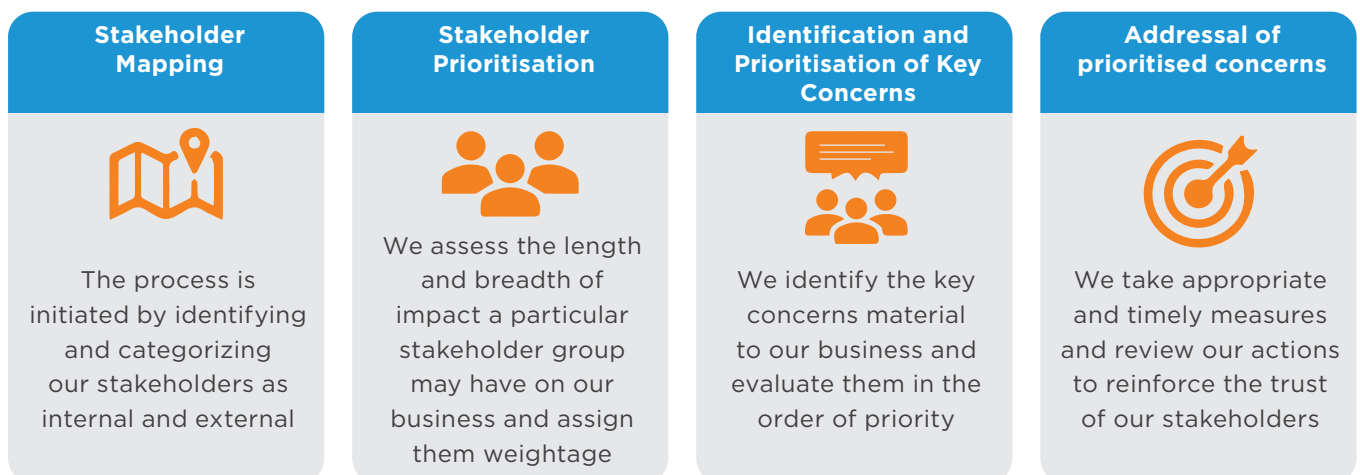 Stakeholder
Mapping
The process is
initiated by identifying
and categorizing
our stakeholders as
internal and external
Stakeholder
Prioritisation
We assess the length
and breadth of
impact a particular
stakeholder group
may have on our
business and assign
them weightage
Identification and
Prioritisation of Key
Concerns
We identify the key
concerns material
to our business and
evaluate them in the
order of priority
Addressal of
prioritised concerns
We take appropriate
and timely measures
and review our actions
to reinforce the trust
of our stakeholders